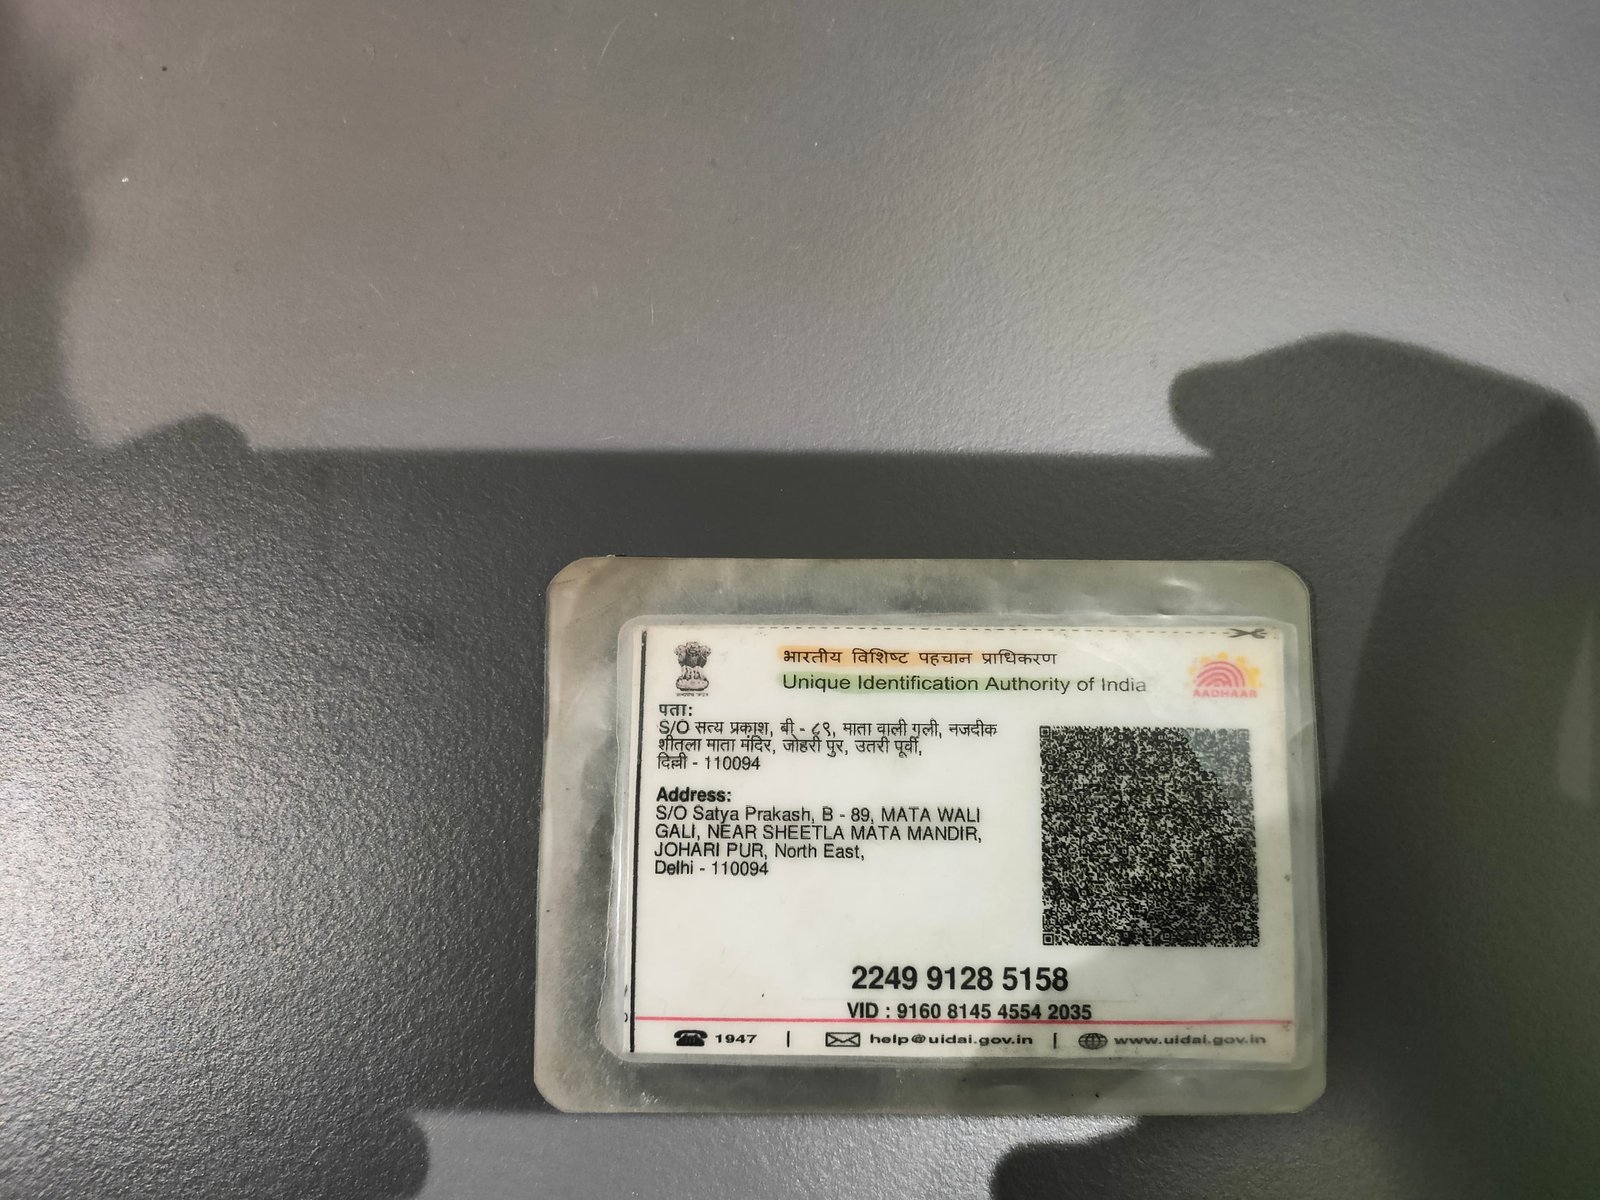 भारतीय विशिष्ट पहचान प्राधिकरण
Unique Identification Authority of India
AADHAAR
पता:
S/O सत्य प्रकाश, बी - ८९, माता वाली गली, नजदीक
शीतला माता मंदिर, जोहरी पुर, उतरी पूर्वी,
दिल्ली - 110094
Address:
S/O Satya Prakash, B - 89, MATA WALI
GALI, NEAR SHEETLA MATA MANDIR,
JOHARI PUR, North East,
Delhi - 110094
2249 9128 5158
VID : 9160 8145 4554 2035
1947 | help@uidai.gov.in | www.uidai.gov.in